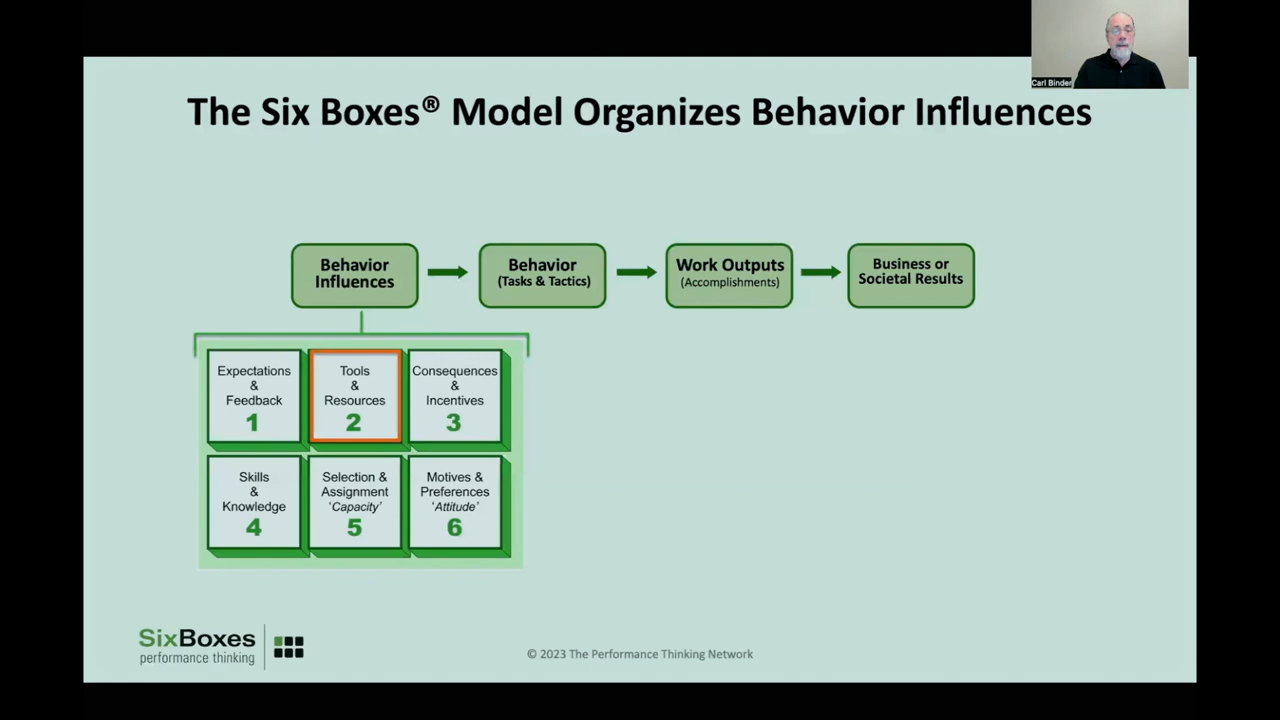 Carl Binder
The Six Boxes® Model Organizes Behavior Influences
Behavior
Influences
Behavior
(Tasks & Tactics)
Work Outputs
(Accomplishments)
Business or
Societal Results
Expectations
&
Feedback
1
Tools
&
Resources
2
Consequences
&
Incentives
3
Skills
&
Knowledge
4
Selection &
Assignment
‘Capacity’
5
Motives &
Preferences
‘Attitude’
6
SixBoxes
performance thinking
© 2023 The Performance Thinking Network